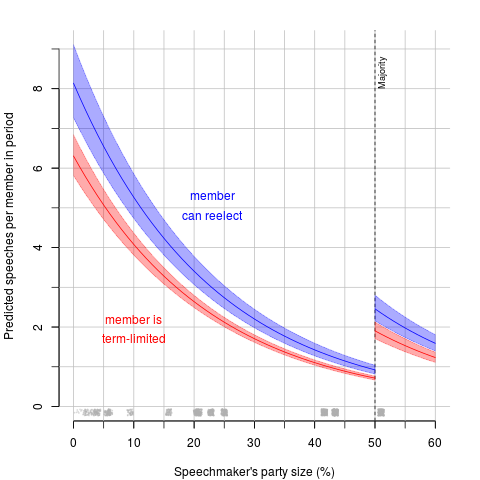 Predicted speeches per member in period
8
6
4
2
0
Majority
member
can reelect
member is
term-limited
0 10 20 30 40 50 60
Speechmaker's party size (%)